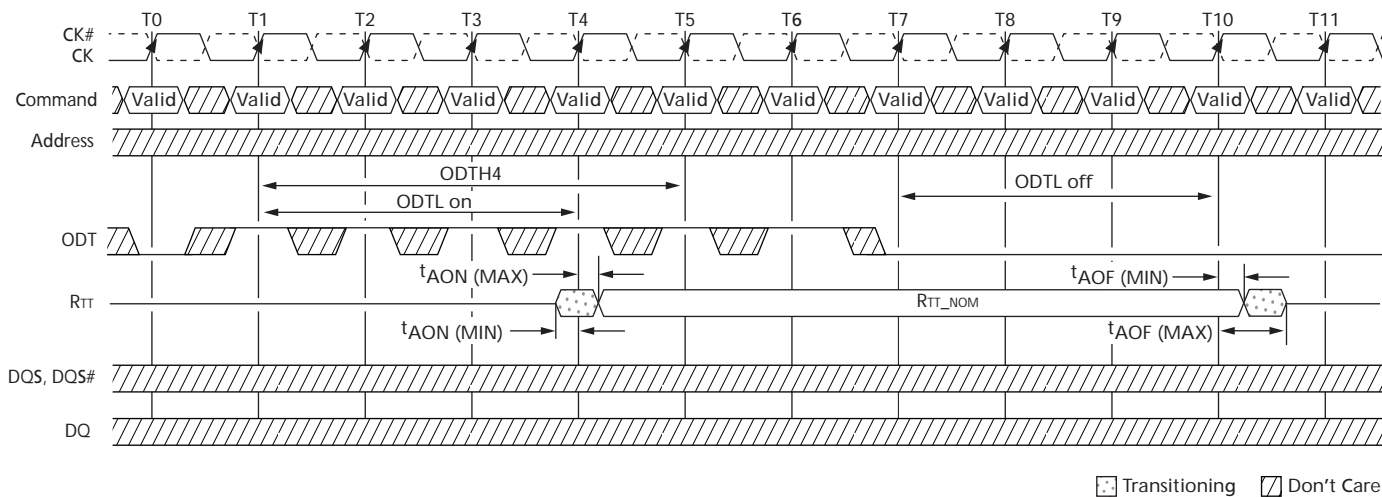 T0 T1 T2 T3 T4 T5 T6 T7 T8 T9 T10 T11
CK#
CK
Command Valid Valid Valid Valid Valid Valid Valid Valid Valid Valid Valid Valid
Address
ODTH4
ODTL off
ODTL on
ODT
tAON (MAX) tAOF (MIN)
RTT RTT_NOM
tAON (MIN) tAOF (MAX)
DQS, DQS#
DQ
Transitioning Don't Care